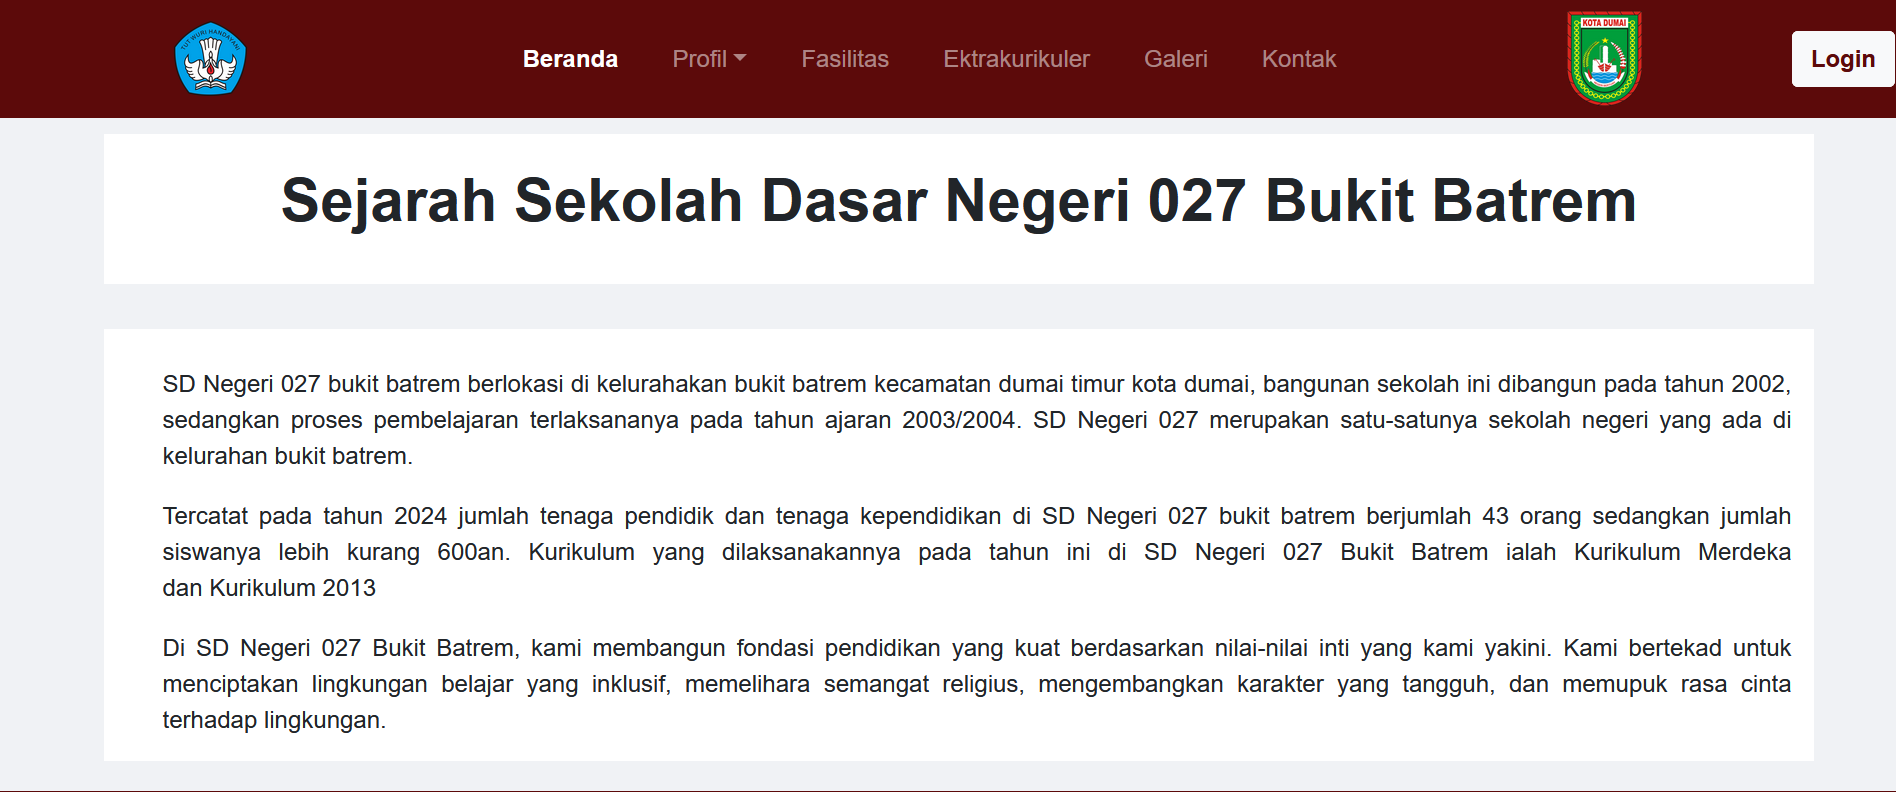 TUT WURI HANDAYANI
Beranda
Profil
Fasilitas
Ektrakurikuler
Galeri
Kontak
KOTA DUMAI
Login
Sejarah Sekolah Dasar Negeri 027 Bukit Batrem
SD Negeri 027 bukit batrem berlokasi di kelurahakan bukit batrem kecamatan dumai timur kota dumai, bangunan sekolah ini dibangun pada tahun 2002,
sedangkan proses pembelajaran terlaksananya pada tahun ajaran 2003/2004. SD Negeri 027 merupakan satu-satunya sekolah negeri yang ada di
kelurahan bukit batrem.
Tercatat pada tahun 2024 jumlah tenaga pendidik dan tenaga kependidikan di SD Negeri 027 bukit batrem berjumlah 43 orang sedangkan jumlah
siswanya lebih kurang 600an. Kurikulum yang dilaksanakannya pada tahun ini di SD Negeri 027 Bukit Batrem ialah Kurikulum Merdeka
dan Kurikulum 2013
Di SD Negeri 027 Bukit Batrem, kami membangun fondasi pendidikan yang kuat berdasarkan nilai-nilai inti yang kami yakini. Kami bertekad untuk
menciptakan lingkungan belajar yang inklusif, memelihara semangat religius, mengembangkan karakter yang tangguh, dan memupuk rasa cinta
terhadap lingkungan.